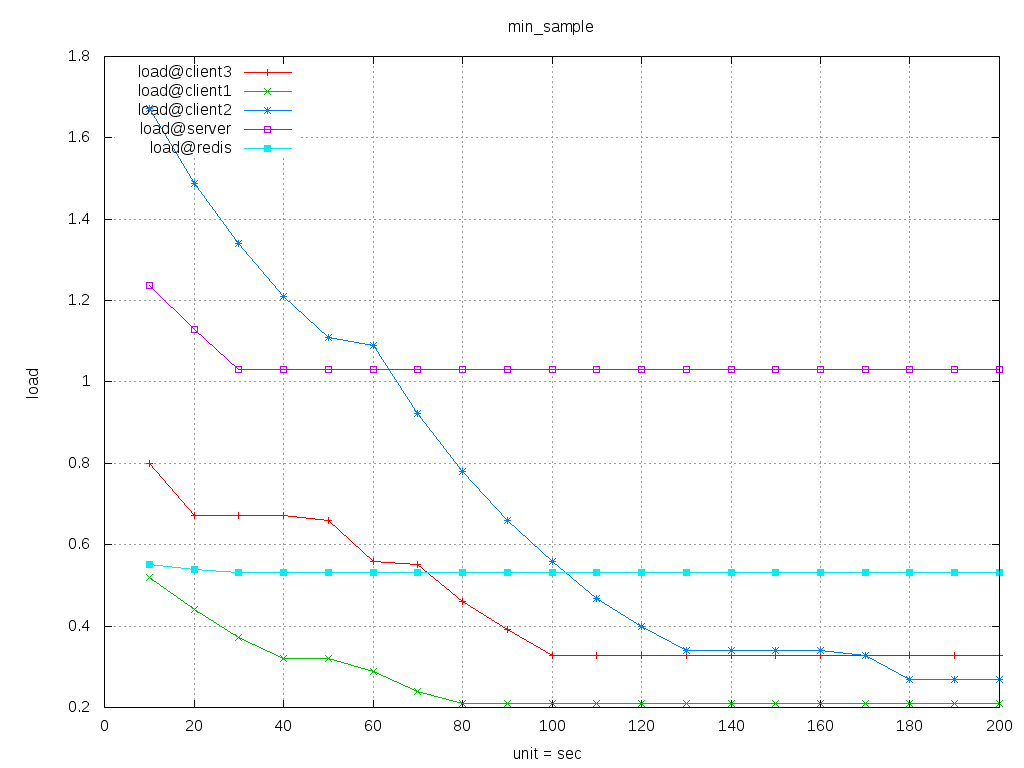 min_sample
load@client3
load@client1
load@client2
load@server
load@redis
1.8
1.6
1.4
1.2
1
0.8
0.6
0.4
0.2
load
0 20 40 60 80 100 120 140 160 180 200
unit = sec